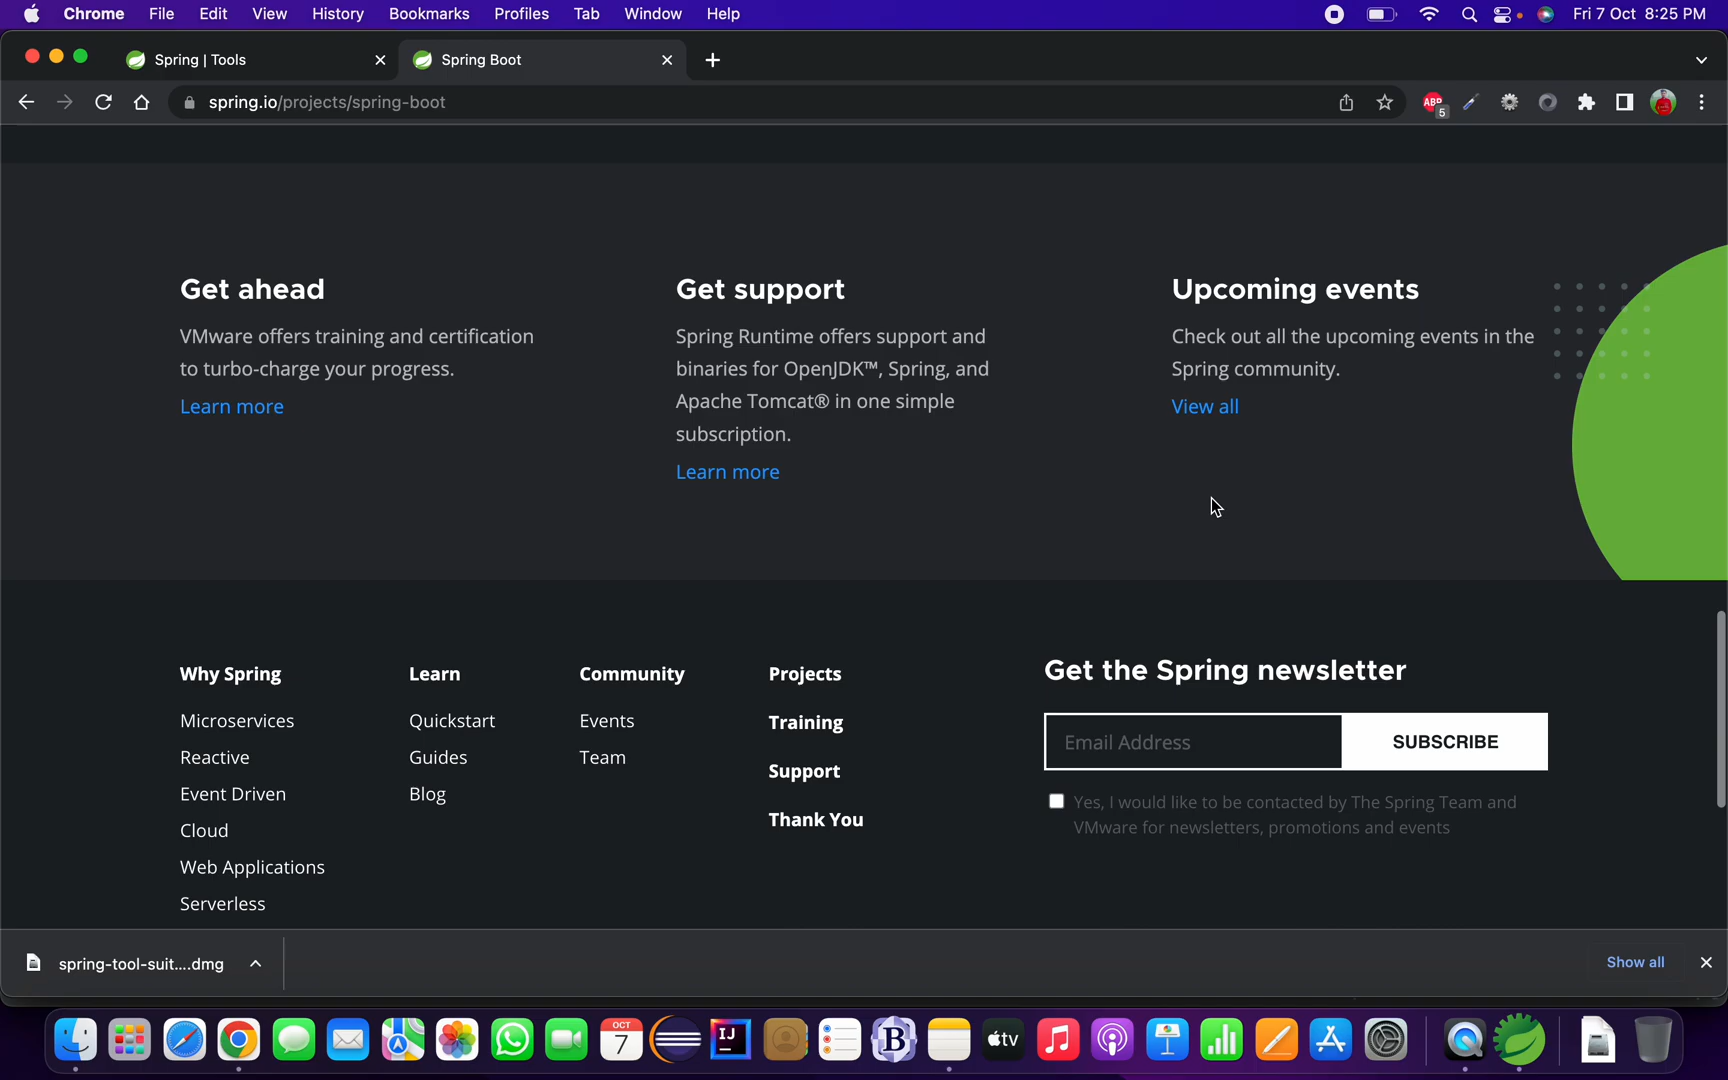 Chrome File Edit View History Bookmarks Profiles Tab Window Help Fri 7 Oct 8:25 PM
Spring | Tools Spring Boot
spring.io/projects/spring-boot ABP 5
Get ahead
VMware offers training and certification
to turbo-charge your progress.
Learn more
Get support
Spring Runtime offers support and
binaries for OpenJDK™, Spring, and
Apache Tomcat® in one simple
subscription.
Learn more
Upcoming events
Check out all the upcoming events in the
Spring community.
View all
Why Spring
Microservices
Reactive
Event Driven
Cloud
Web Applications
Serverless
Learn
Quickstart
Guides
Blog
Community
Events
Team
Projects
Training
Support
Thank You
Get the Spring newsletter
Email Address SUBSCRIBE
Yes, I would like to be contacted by The Spring Team and
VMware for newsletters, promotions and events
spring-tool-suit....dmg Show all
OCT
7
IJ
B
tv